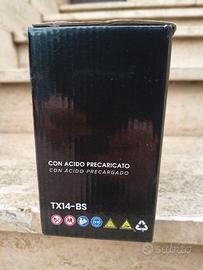 CON ACIDO PRECARICATO
CON ÁCIDO PRECARGADO
TX14-BS
subito